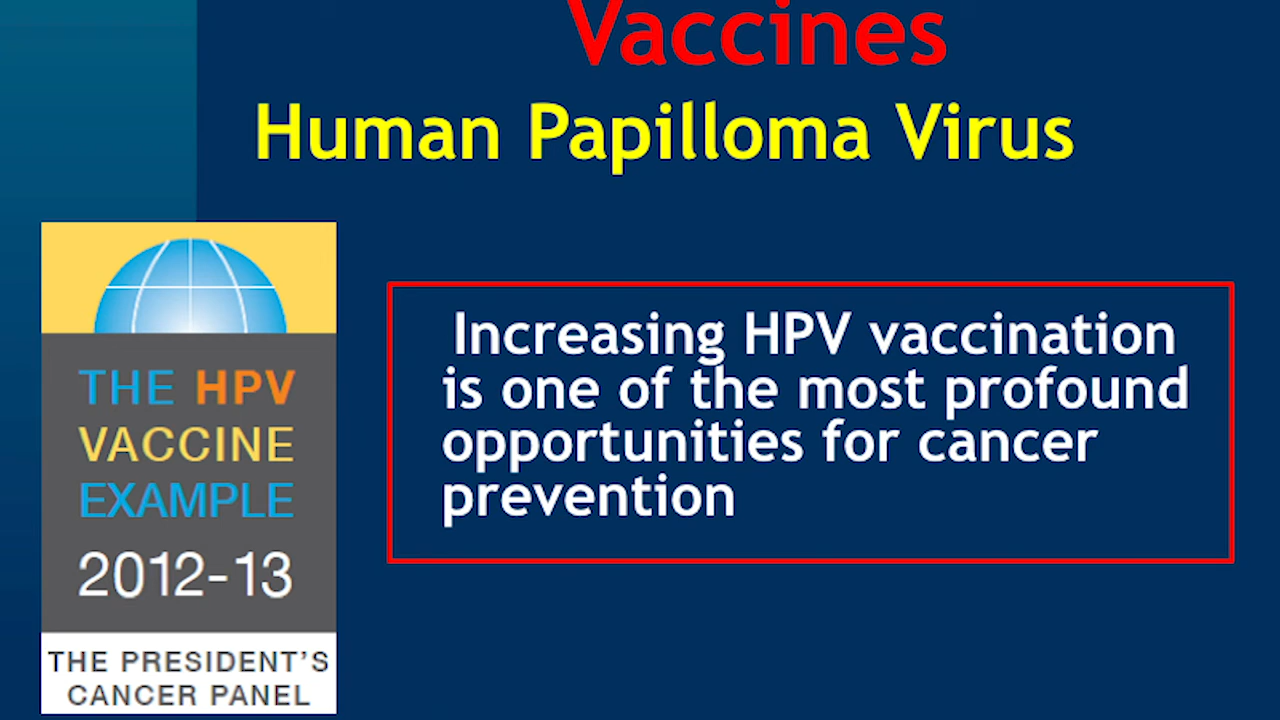 Vaccines
Human Papilloma Virus
THE HPV
VACCINE
EXAMPLE
2012-13
THE PRESIDENT'S
CANCER PANEL
Increasing HPV vaccination
is one of the most profound
opportunities for cancer
prevention